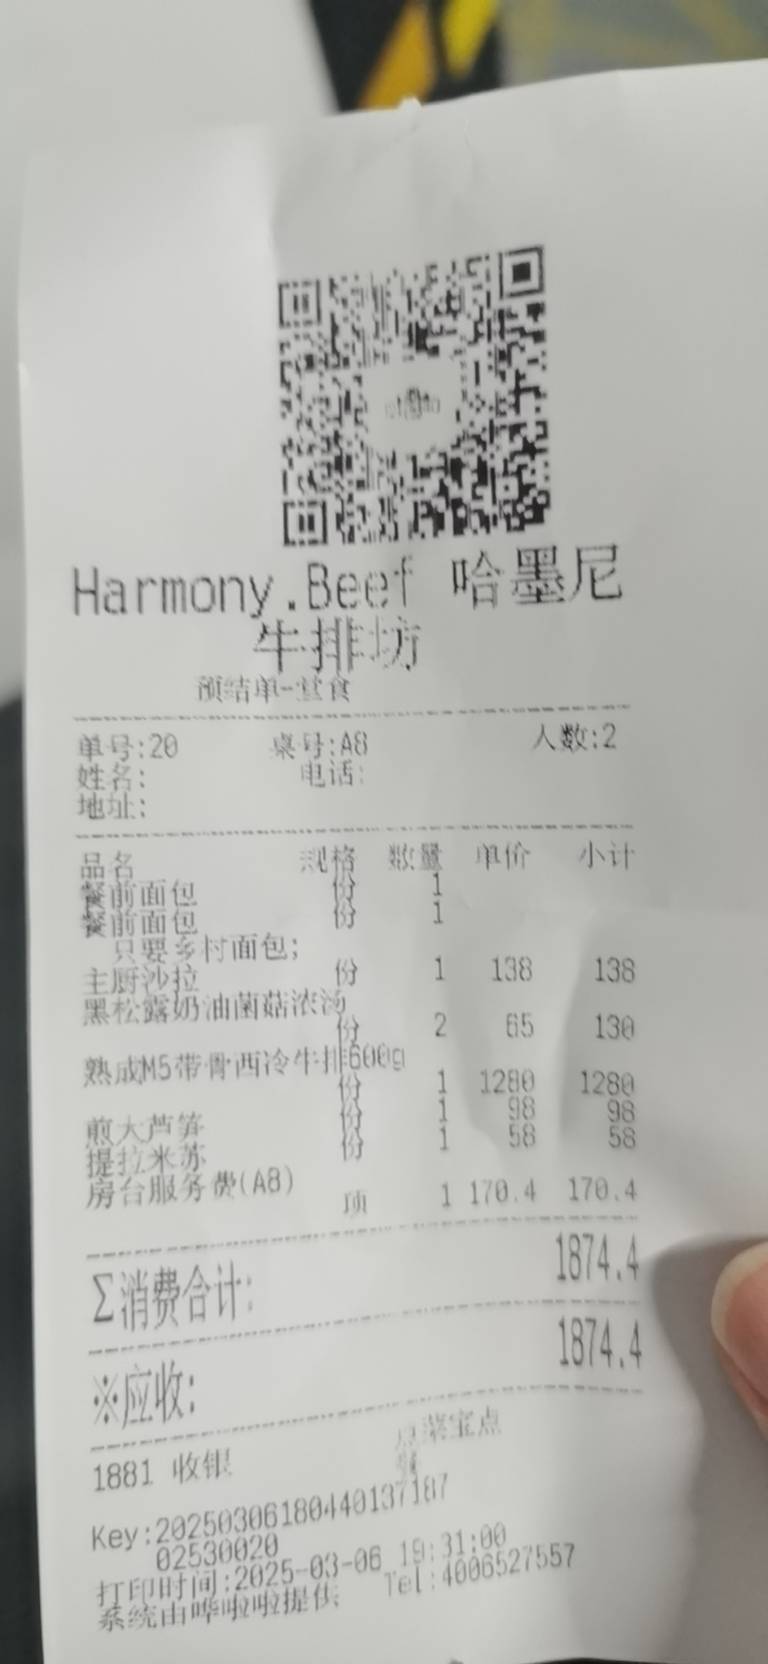 Harmony.Beef 哈墨尼
牛排坊
预结单-堂食
单号:20 桌号:A8 人数:2
姓名: 电话:
地址:
品名 规格 数量 单价 小计
餐前面包 份 1
餐前面包 份 1
只要乡村面包;
主厨沙拉 份 1 138 138
黑松露奶油菌菇浓汤
份 2 65 130
熟成M5带骨西冷牛排600g
份 1 1280 1280
煎大芦笋 份 1 98 98
提拉米苏 份 1 58 58
房台服务费(A8)
项 1 170.4 170.4
Σ消费合计: 1874.4
※应收: 1874.4
1881 收银 点菜宝点
餐
Key:20250306180440137187
02530020
打印时间:2025-03-06 19:31:00
系统由哗啦啦提供 Tel:4006527557